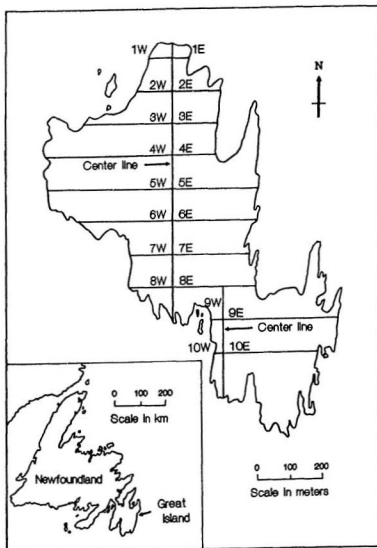 1W 1E
N
2W 2E
3W 3E
4W 4E
Center line
5W 5E
6W 6E
7W 7E
8W 8E
9W
9E
Center line
10W 10E
0 100 200
Scale in km
Newfoundland
Great
Island
0 100 200
Scale in meters